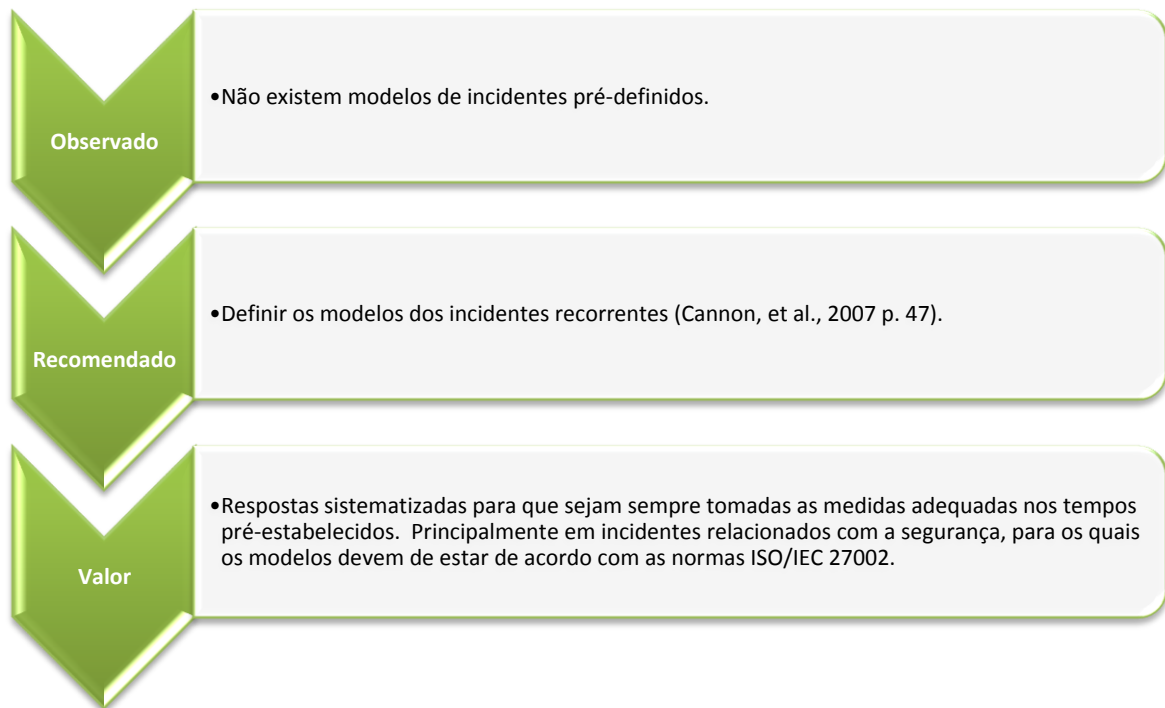 Observado
•Não existem modelos de incidentes pré-definidos.
Recomendado
•Definir os modelos dos incidentes recorrentes (Cannon, et al., 2007 p. 47).
Valor
•Respostas sistematizadas para que sejam sempre tomadas as medidas adequadas nos tempos
pré-estabelecidos.  Principalmente em incidentes relacionados com a segurança, para os quais
os modelos devem de estar de acordo com as normas ISO/IEC 27002.